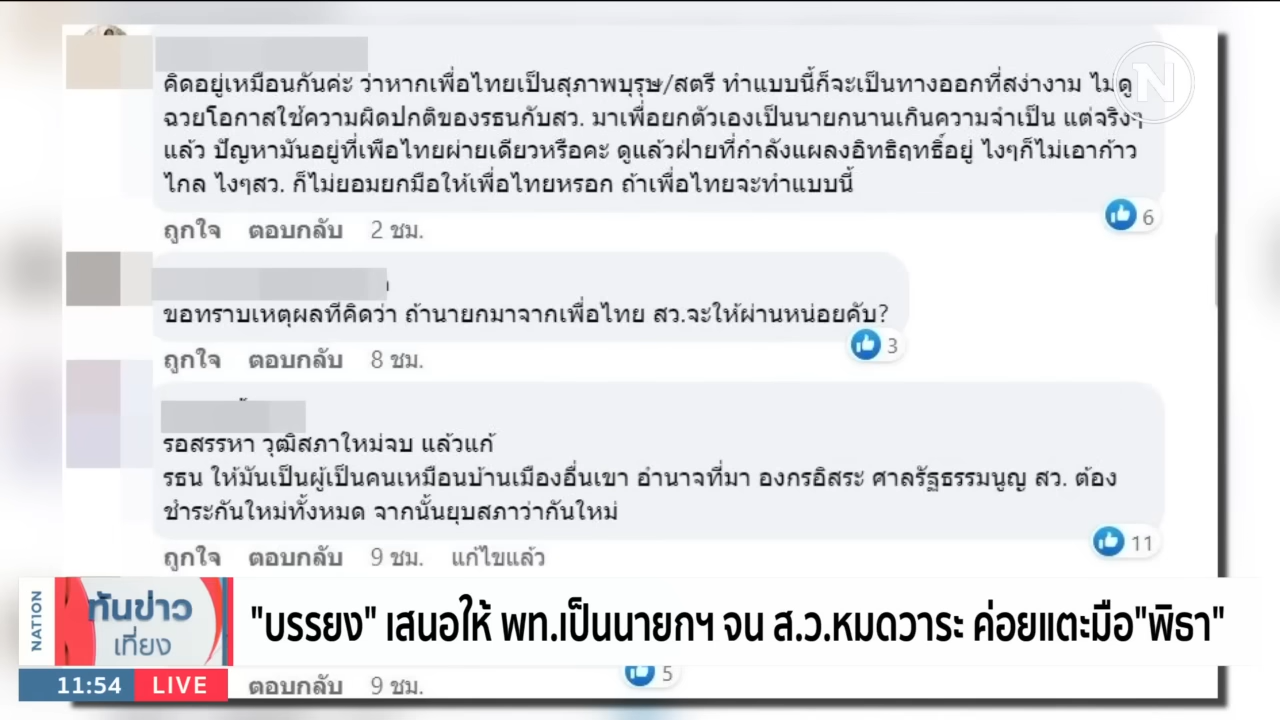 คิดอยู่เหมือนกันค่ะ ว่าหากเพื่อไทยเป็นสุภาพบุรุษ/สตรี ทำแบบนี้ก็จะเป็นทางออกที่สง่างาม ไม่ดู
ฉวยโอกาสใช้ความผิดปกติของรธนกับสว. มาเพื่อยกตัวเองเป็นนายกนานเกินความจำเป็น แต่จริงๆ
แล้ว ปัญหามันอยู่ที่เพื่อไทยผ่ายเดียวหรือคะ ดูแล้วฝ่ายที่กำลังแผลงอิทธิฤทธิ์อยู่ ไงๆก็ไม่เอาก้าว
ไกล ไงๆสว. ก็ไม่ยอมยกมือให้เพื่อไทยหรอก ถ้าเพื่อไทยจะทำแบบนี้
6
ถูกใจ ตอบกลับ 2 ชม.
ขอทราบเหตุผลทีคิดว่า ถ้านายกมาจากเพื่อไทย สว.จะให้ผ่านหน่อยคับ?
3
ถูกใจ ตอบกลับ 8 ชม.
รอสรรหา วุฒิสภาใหม่จบ แล้วแก้
รธน ให้มันเป็นผู้เป็นคนเหมือนบ้านเมืองอื่นเขา อำนาจที่มา องกรอิสระ ศาลรัฐธรรมนูญ สว. ต้อง
ชำระกันใหม่ทั้งหมด จากนั้นยุบสภาว่ากันใหม่
11
ถูกใจ ตอบกลับ 9 ชม. แก้ไขแล้ว
NATION
ทันข่าว
เที่ยง
"บรรยง" เสนอให้ พท.เป็นนายกฯ จน ส.ว.หมดวาระ ค่อยแตะมือ"พิธา"
11:54 LIVE
ตอบกลับ 9 ชม.
5
N